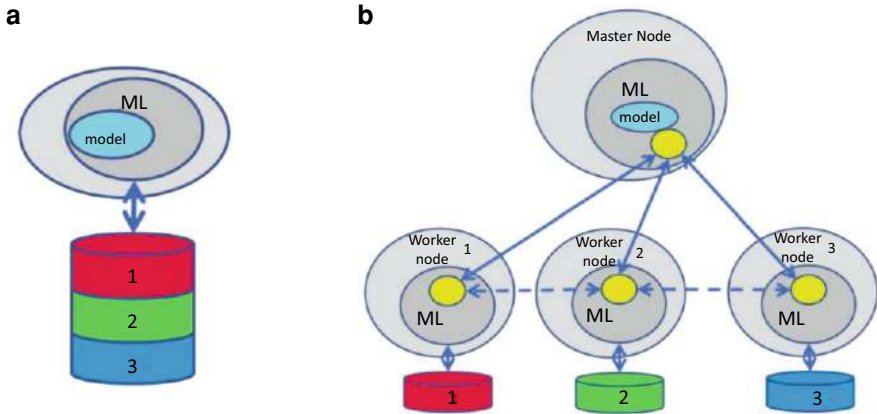 a
ML
model
1
2
3
b
Master Node
ML
model
Worker 1
node
ML
Worker 2
node
ML
Worker 3
node
ML
1
2
3